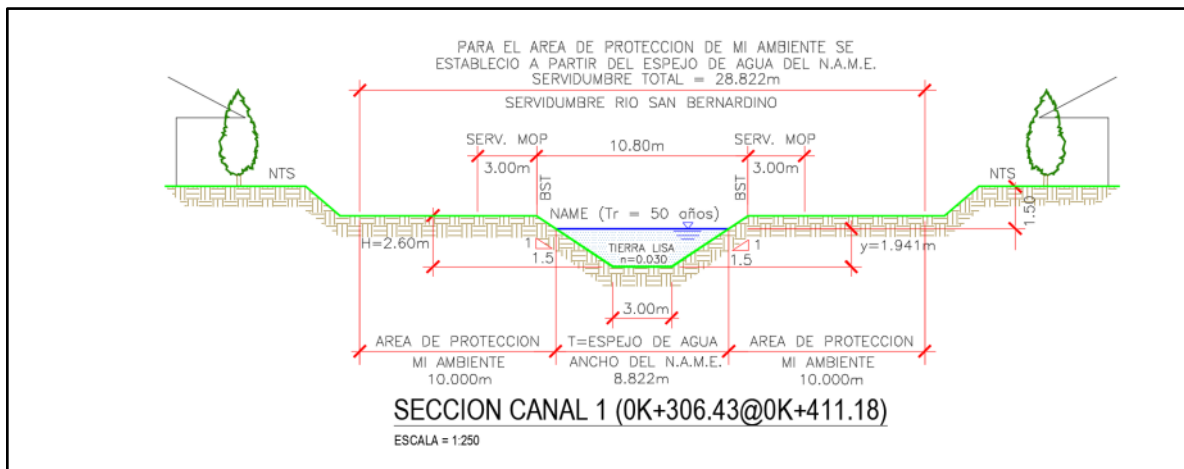 PARA EL AREA DE PROTECCION DE MI AMBIENTE SE
ESTABLECIO A PARTIR DEL ESPEJO DE AGUA DEL N.A.M.E.
SERVIDUMBRE TOTAL = 28.822m
SERVIDUMBRE RIO SAN BERNARDINO
SERV. MOP
3.00m
10.80m
SERV. MOP
3.00m
NTS
BST
BST
NTS
1.50
NAME (Tr = 50 años)
H=2.60m
1
1.5
TIERRA LISA
n=0.030
1
1.5
y=1.941m
3.00m
AREA DE PROTECCION
MI AMBIENTE
10.000m
T=ESPEJO DE AGUA
ANCHO DEL N.A.M.E.
8.822m
AREA DE PROTECCION
MI AMBIENTE
10.000m
SECCION CANAL 1 (0K+306.43@0K+411.18)
ESCALA = 1:250